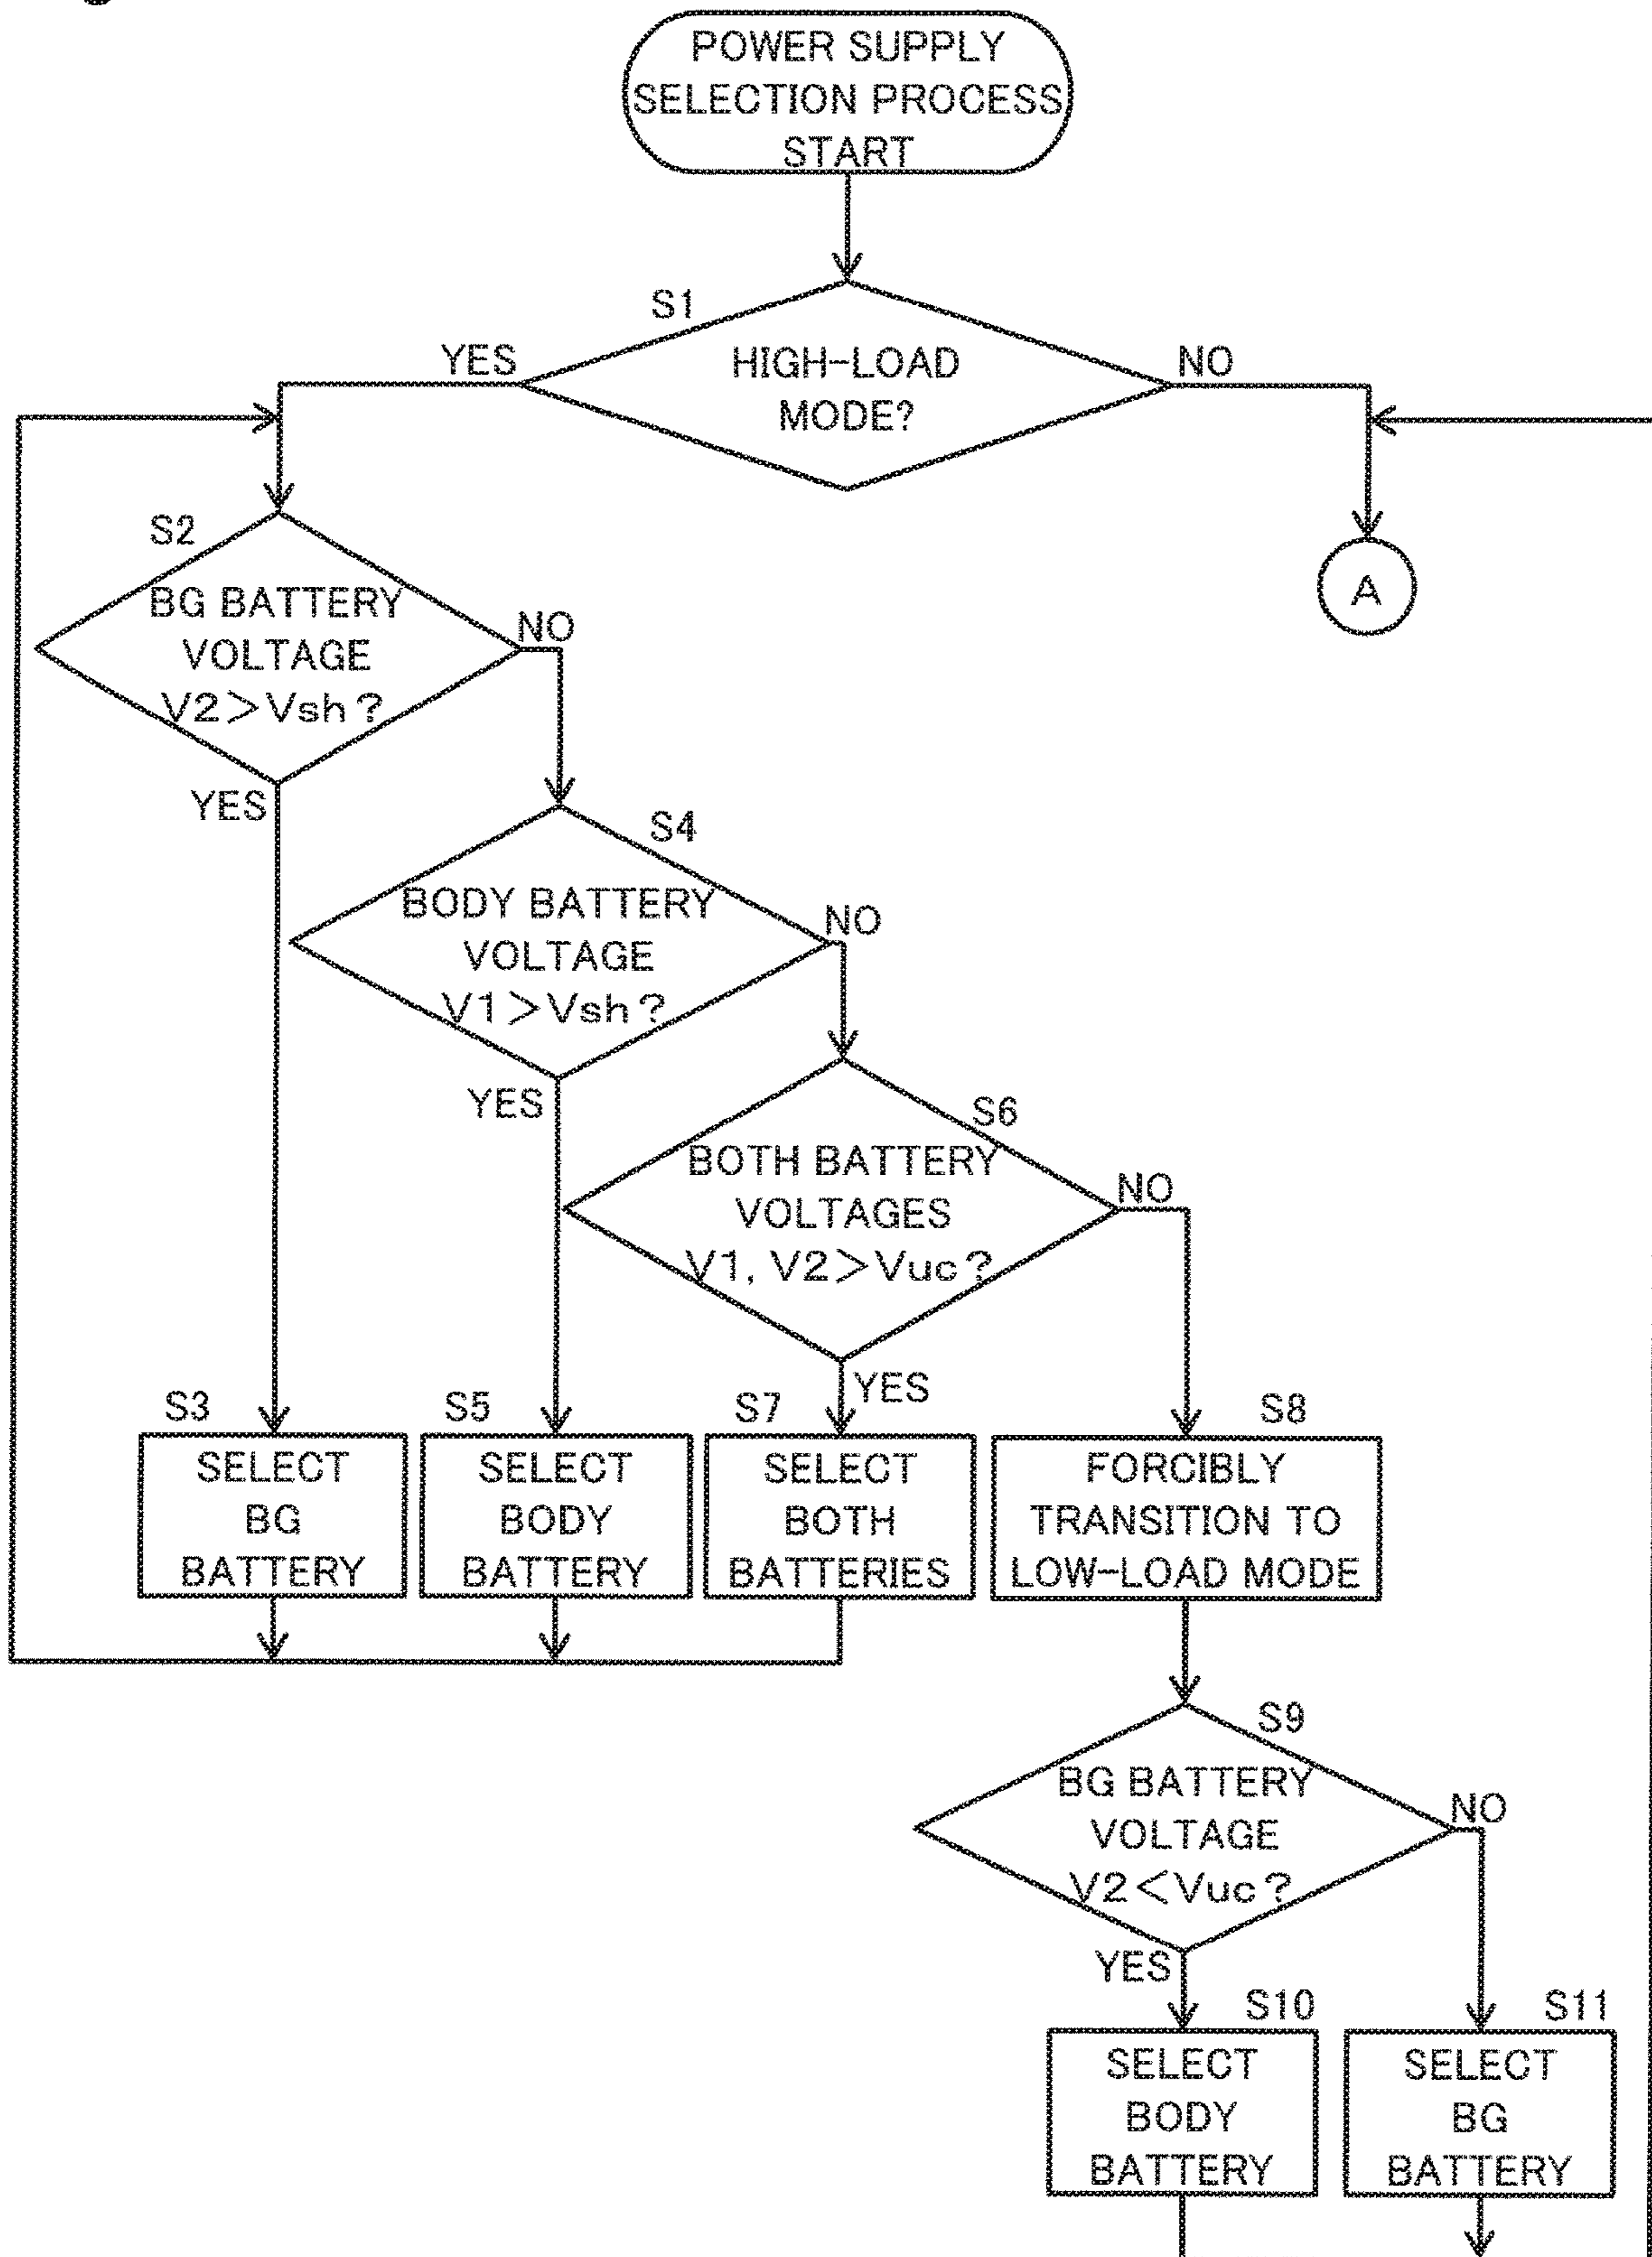 POWER SUPPLY
SELECTION PROCESS
START
S1
HIGH-LOAD
MODE?
YES
NO
A
S2
BG BATTERY
VOLTAGE
V2>Vsh?
NO
YES
S4
BODY BATTERY
VOLTAGE
V1>Vsh?
NO
YES
S6
BOTH BATTERY
VOLTAGES
V1, V2>Vuc?
NO
YES
S3
SELECT
BG
BATTERY
S5
SELECT
BODY
BATTERY
S7
SELECT
BOTH
BATTERIES
S8
FORCIBLY
TRANSITION TO
LOW-LOAD MODE
S9
BG BATTERY
VOLTAGE
V2<Vuc?
NO
YES
S10
SELECT
BODY
BATTERY
S11
SELECT
BG
BATTERY